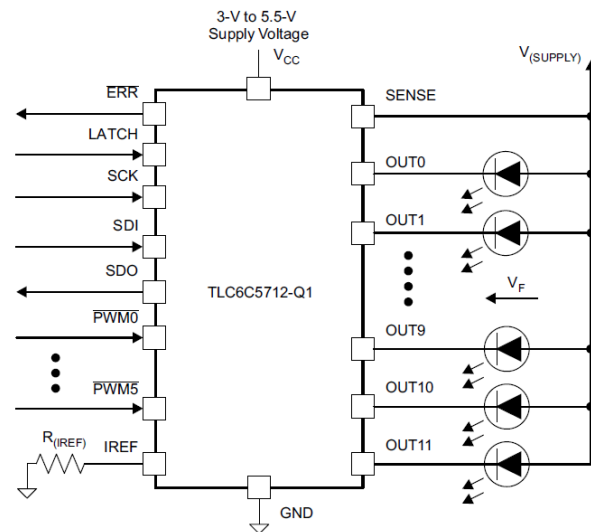 3-V to 5.5-V
Supply Voltage
VCC
V(SUPPLY)
ERR
SENSE
LATCH
OUT0
SCK
OUT1
SDI
SDO
TLC6C5712-Q1
VF
PWM0
OUT9
PWM5
OUT10
R(IREF)
IREF
OUT11
GND